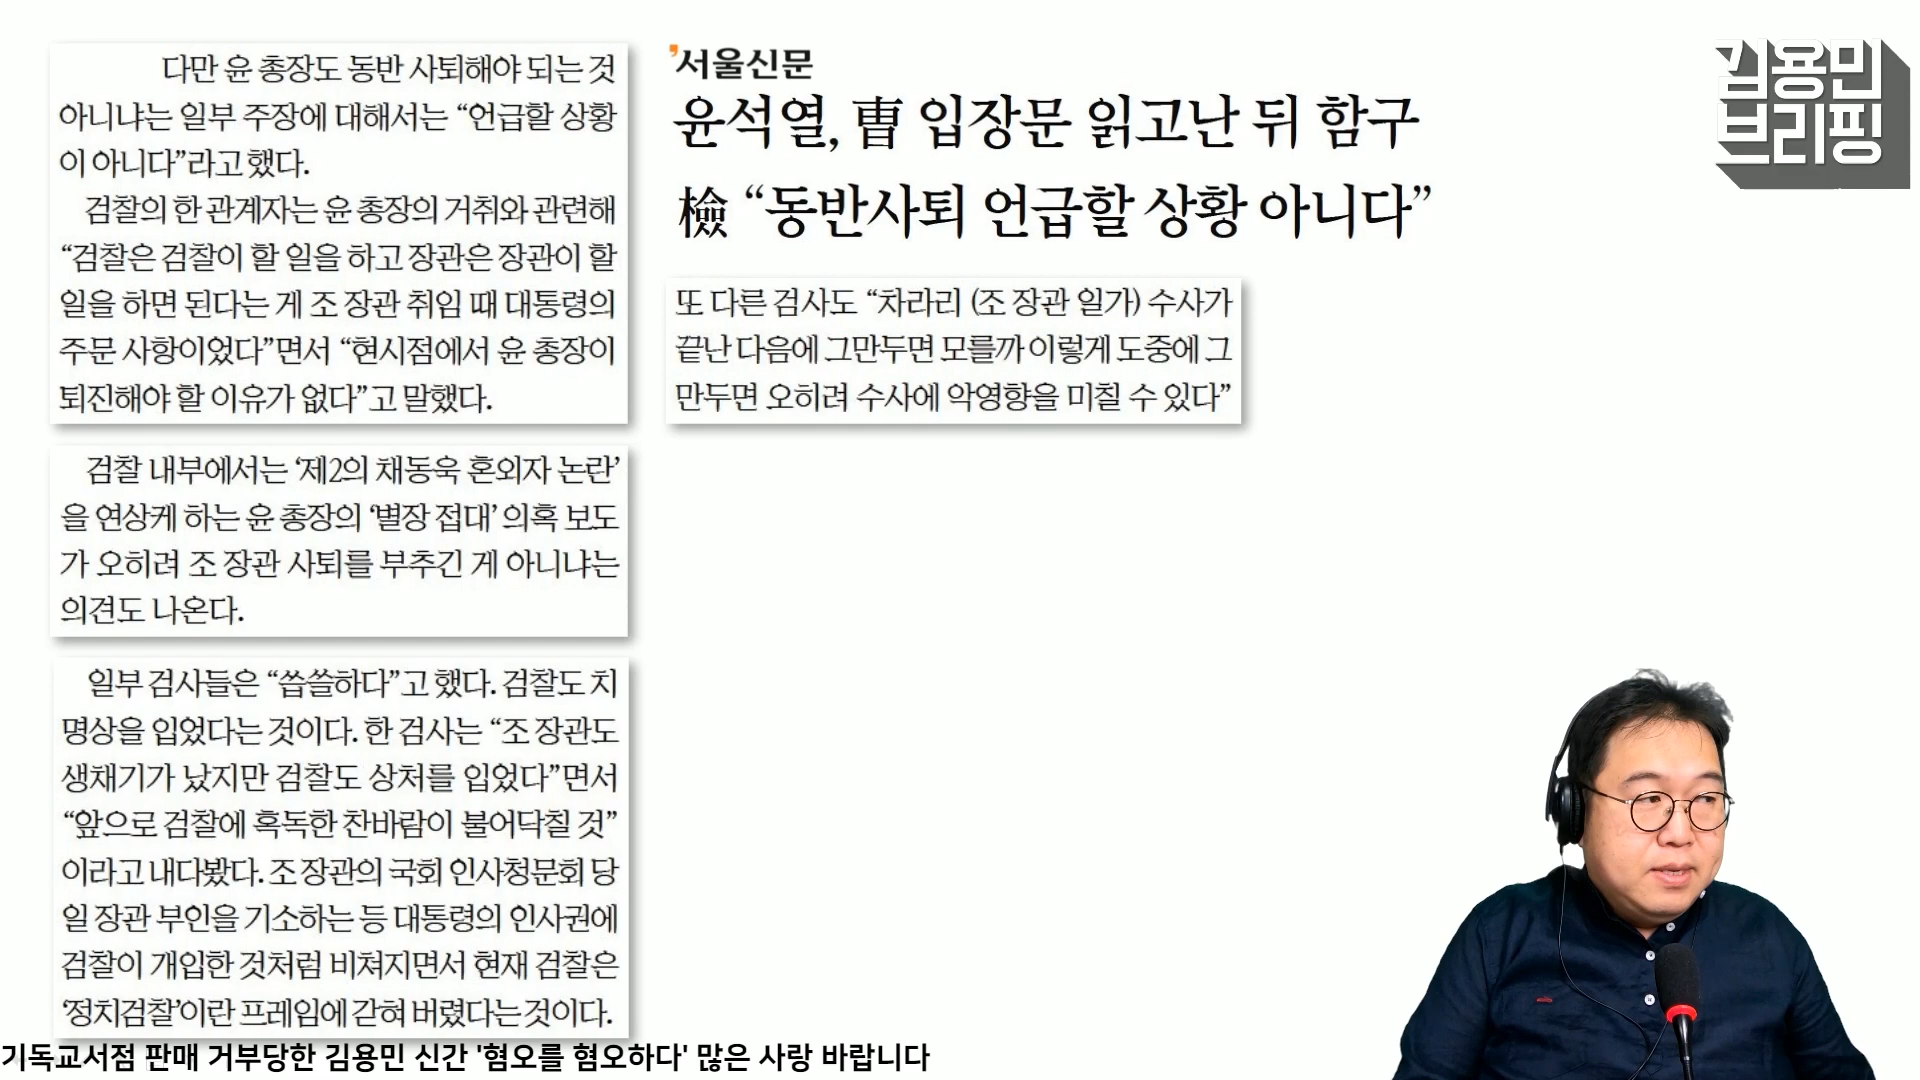 다만 윤 총장도 동반 사퇴해야 되는 것
아니냐는 일부 주장에 대해서는 “언급할 상황
이 아니다”라고 했다.
검찰의 한 관계자는 윤 총장의 거취와 관련해
“검찰은 검찰이 할 일을 하고 장관은 장관이 할
일을 하면 된다는 게 조 장관 취임 때 대통령의
주문 사항이었다”면서 “현시점에서 윤 총장이
퇴진해야 할 이유가 없다”고 말했다.
검찰 내부에서는 ‘제2의 채동욱 혼외자 논란’
을 연상케 하는 윤 총장의 ‘별장 접대’ 의혹 보도
가 오히려 조 장관 사퇴를 부추긴 게 아니냐는
의견도 나온다.
일부 검사들은 “씁쓸하다”고 했다. 검찰도 치
명상을 입었다는 것이다. 한 검사는 “조 장관도
생채기가 났지만 검찰도 상처를 입었다”면서
“앞으로 검찰에 혹독한 찬바람이 불어닥칠 것”
이라고 내다봤다. 조 장관의 국회 인사청문회 당
일 장관 부인을 기소하는 등 대통령의 인사권에
검찰이 개입한 것처럼 비쳐지면서 현재 검찰은
‘정치검찰’이란 프레임에 갇혀 버렸다는 것이다.
서울신문
윤석열, 曺 입장문 읽고난 뒤 함구
檢 “동반사퇴 언급할 상황 아니다”
또 다른 검사도 “차라리 (조 장관 일가) 수사가
끝난 다음에 그만두면 모를까 이렇게 도중에 그
만두면 오히려 수사에 악영향을 미칠 수 있다”
김용민
브리핑
기독교서점 판매 거부당한 김용민 신간 '혐오를 혐오하다' 많은 사랑 바랍니다